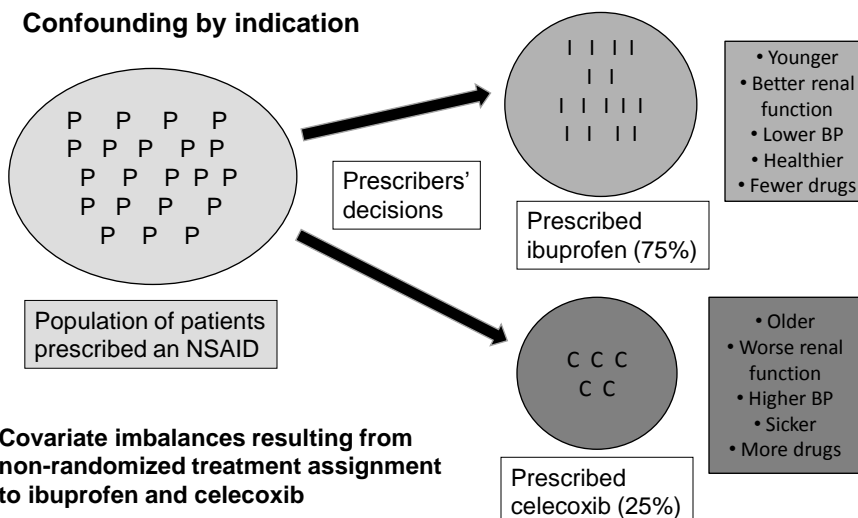 Confounding by indication
P P P P
P P P P P
P P P P P
P P P P
P P P
Population of patients
prescribed an NSAID
Prescribers'
decisions
I I I I
I I
I I I I I
I I I I
Prescribed
ibuprofen (75%)
• Younger
• Better renal
function
• Lower BP
• Healthier
• Fewer drugs
C C C
C C
Prescribed
celecoxib (25%)
• Older
• Worse renal
function
• Higher BP
• Sicker
• More drugs
Covariate imbalances resulting from
non-randomized treatment assignment
to ibuprofen and celecoxib